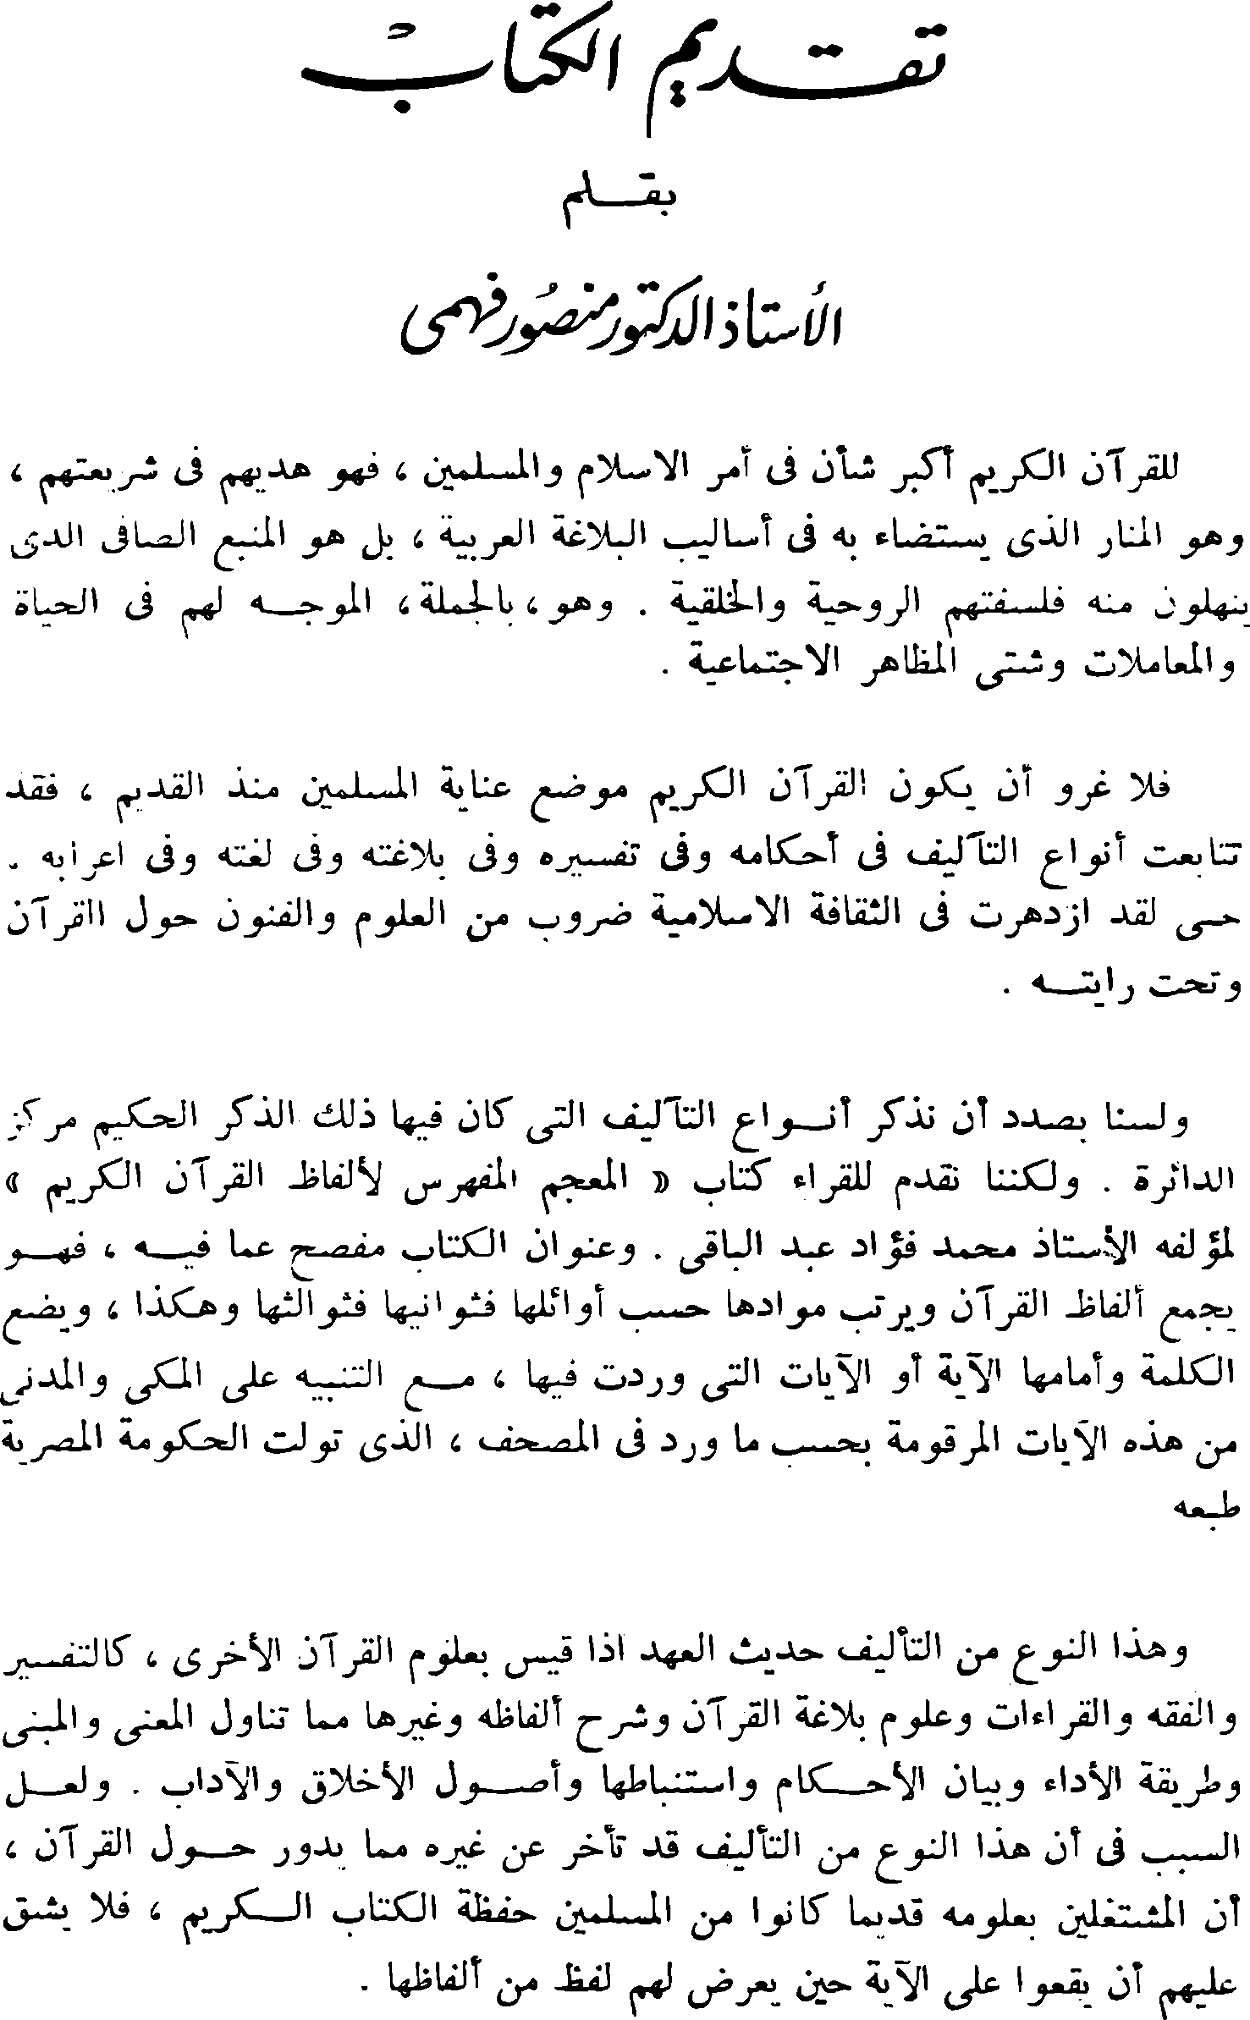 تقديم الكتاب
بقلم
الأستاذ الدكتور منصور فهمى
للقرآن الكريم أكبر شأن فى أمر الاسلام والمسلمين ، فهو هديهم فى شريعتهم ،
وهو المنار الذى يستضاء به فى أساليب البلاغة العربية ، بل هو المنبع الصافى الدى
ينهلون منه فلسفتهم الروحية والخلقية . وهو ، بالجملة ، الموجه لهم فى الحياة
والمعاملات وشتى المظاهر الاجتماعية .
فلا غرو أن يكون القرآن الكريم موضع عناية المسلمين منذ القديم ، فقد
تتابعت أنواع التآليف فى أحكامه وفى تفسيره وفى بلاغته وفى لغته وفى اعرابه .
حى لقد ازدهرت فى الثقافة الاسلامية ضروب من العلوم والفنون حول القرآن
وتحت رايته .
ولسنا بصدد أن نذكر أنواع التآليف التى كان فيها ذلك الذكر الحكيم مركز
الدائرة . ولكننا نقدم للقراء كتاب « المعجم المفهرس لألفاظ القرآن الكريم »
لمؤلفه الأستاذ محمد فؤاد عبد الباقى . وعنوان الكتاب مفصح عما فيه ، فهو
يجمع ألفاظ القرآن ويرتب موادها حسب أوائلها فثوانيها فثوالثها وهكذا ، ويضع
الكلمة وأمامها الآية أو الآيات التى وردت فيها ، مع التنبيه على المكى والمدنى
من هذه الآيات المرقومة بحسب ما ورد فى المصحف ، الذى تولت الحكومة المصرية
طبعه
وهذا النوع من التأليف حديث العهد اذا قيس بعلوم القرآن الأخرى ، كالتفسير
والفقه والقراءات وعلوم بلاغة القرآن وشرح ألفاظه وغيرها مما تناول المعنى والمبنى
وطريقة الأداء وبيان الأحكام واستنباطها وأصول الأخلاق والآداب . ولعل
السبب فى أن هذا النوع من التأليف قد تأخر عن غيره مما يدور حول القرآن ،
أن المشتغلين بعلومه قديما كانوا من المسلمين حفظة الكتاب الكريم ، فلا يشق
عليهم أن يقعوا على الآية حين يعرض لهم لفظ من ألفاظها .